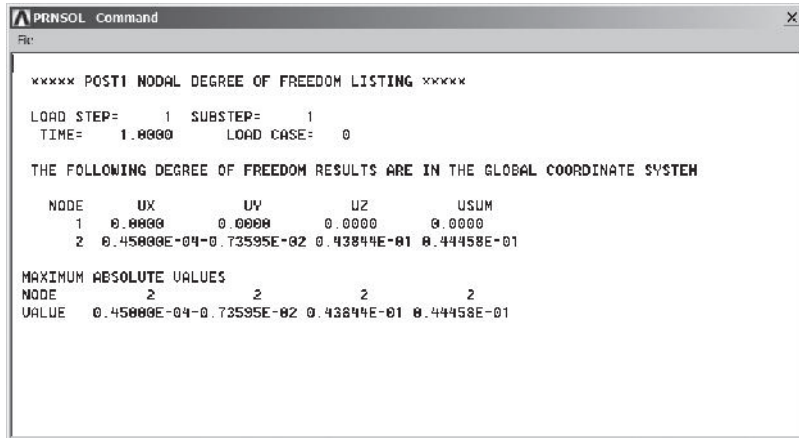 PRNSOL Command
File
***** POST1 NODAL DEGREE OF FREEDOM LISTING *****
LOAD STEP= 1 SUBSTEP= 1
TIME= 1.0000 LOAD CASE= 0
THE FOLLOWING DEGREE OF FREEDOM RESULTS ARE IN THE GLOBAL COORDINATE SYSTEM
NODE UX UY UZ USUM
1 0.0000 0.0000 0.0000 0.0000
2 0.45000E-04-0.73595E-02 0.43844E-01 0.44458E-01
MAXIMUM ABSOLUTE VALUES
NODE 2 2 2 2
VALUE 0.45000E-04-0.73595E-02 0.43844E-01 0.44458E-01